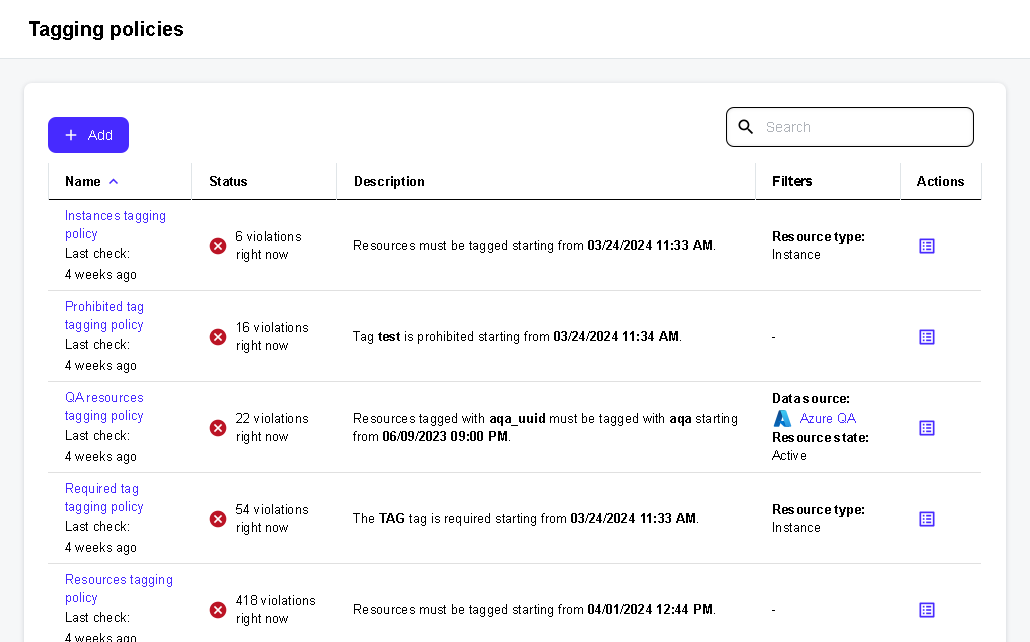 Tagging policies
Add
Search
Name
Status
Description
Filters
Actions
Instances tagging
policy
Last check:
4 weeks ago
6 violations
right now
Resources must be tagged starting from 03/24/2024 11:33 AM.
Resource type:
Instance
Prohibited tag
tagging policy
Last check:
4 weeks ago
16 violations
right now
Tag test is prohibited starting from 03/24/2024 11:34 AM.
-
QA resources
tagging policy
Last check:
4 weeks ago
22 violations
right now
Resources tagged with aqa_uuid must be tagged with aqa starting
from 06/09/2023 09:00 PM.
Data source:
Azure QA
Resource state:
Active
Required tag
tagging policy
Last check:
4 weeks ago
54 violations
right now
The TAG tag is required starting from 03/24/2024 11:33 AM.
Resource type:
Instance
Resources tagging
policy
Last check:
4 weeks ago
418 violations
right now
Resources must be tagged starting from 04/01/2024 12:44 PM.
-